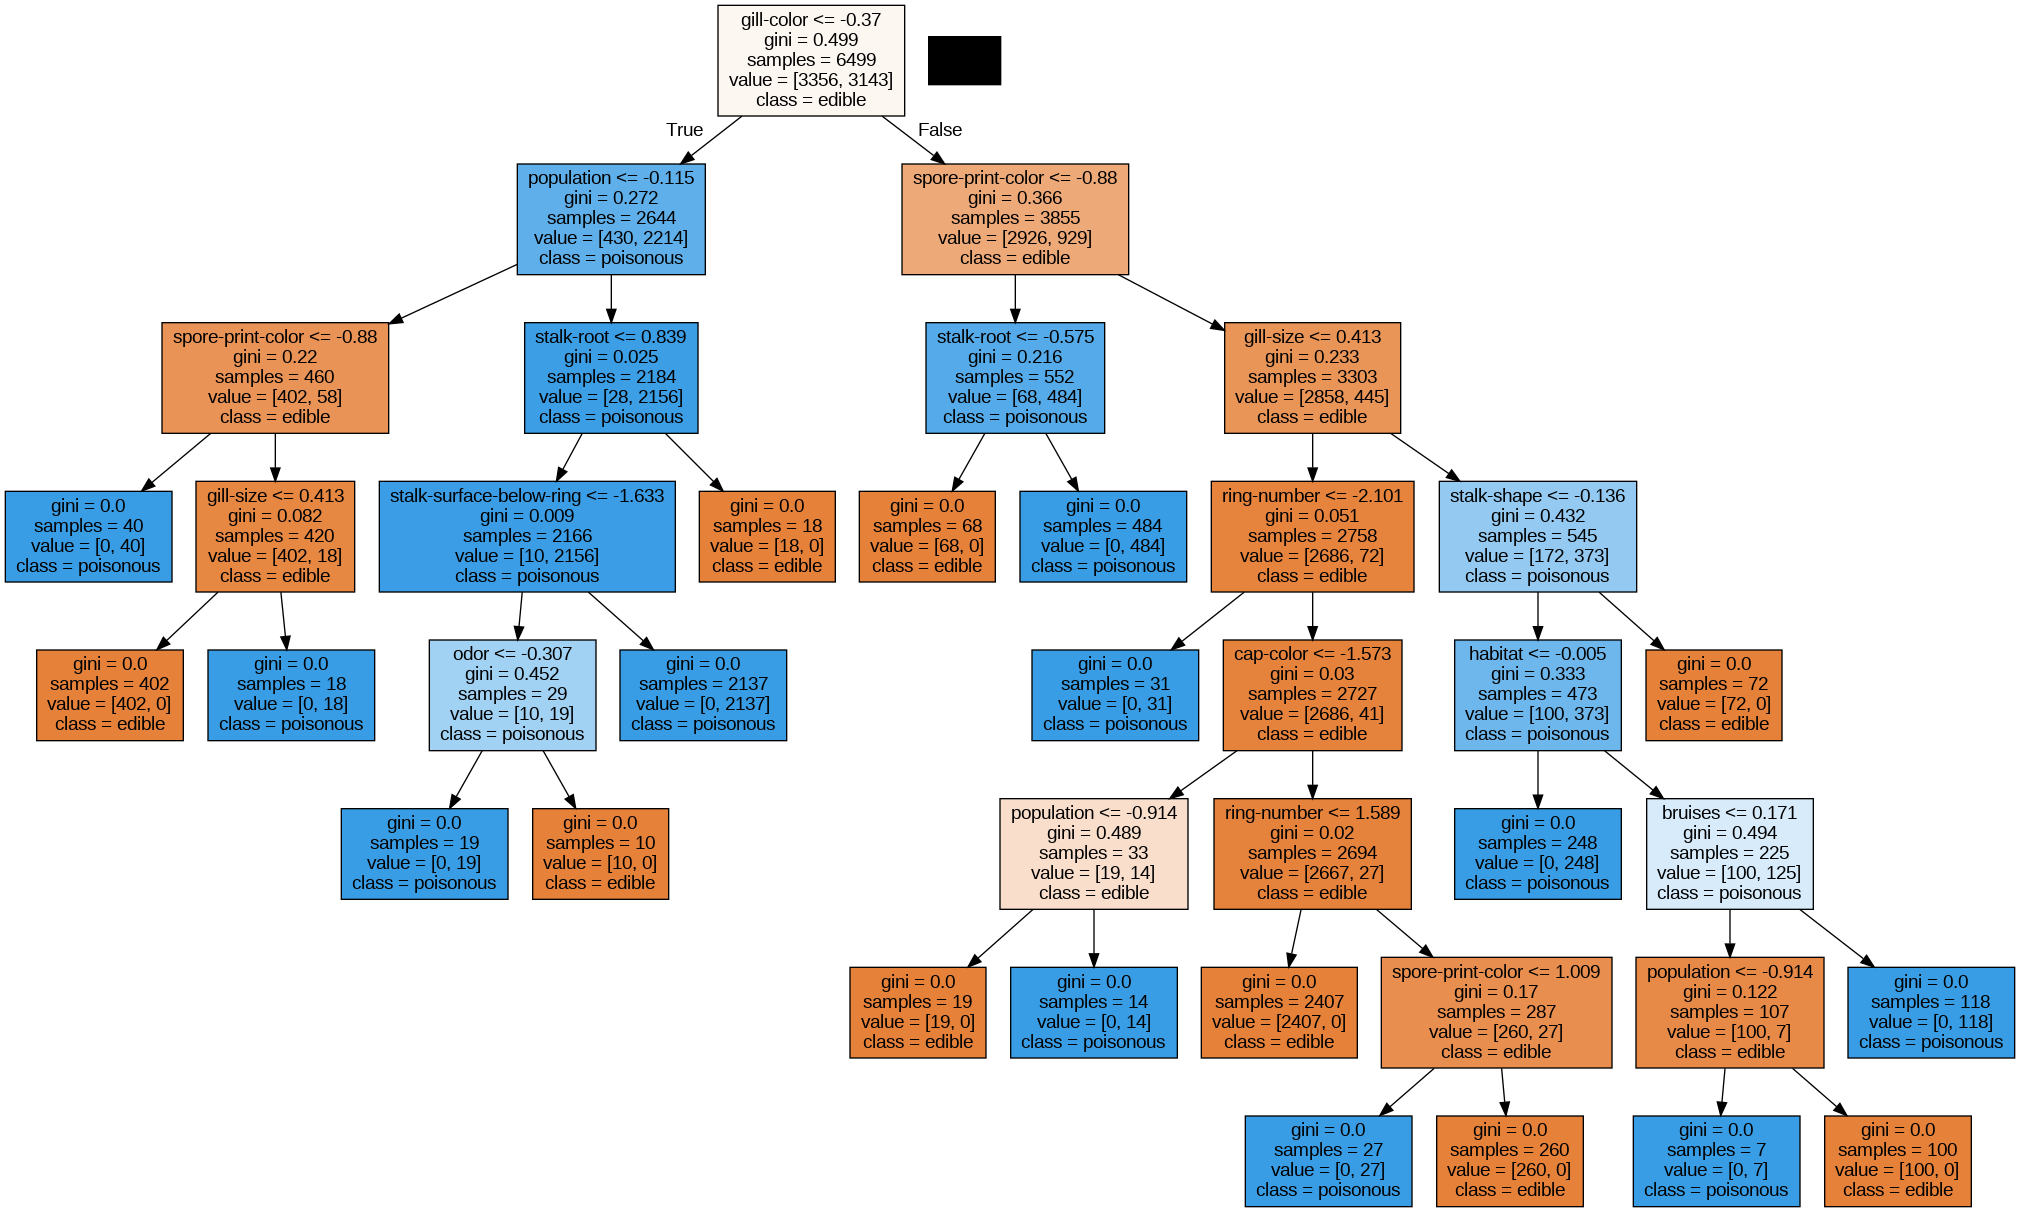 gill-color <= -0.37
gini = 0.499
samples = 6499
value = [3356, 3143]
class = edible
True
False
population <= -0.115
gini = 0.272
samples = 2644
value = [430, 2214]
class = poisonous
spore-print-color <= -0.88
gini = 0.366
samples = 3855
value = [2926, 929]
class = edible
spore-print-color <= -0.88
gini = 0.22
samples = 460
value = [402, 58]
class = edible
stalk-root <= 0.839
gini = 0.025
samples = 2184
value = [28, 2156]
class = poisonous
stalk-root <= -0.575
gini = 0.216
samples = 552
value = [68, 484]
class = poisonous
gill-size <= 0.413
gini = 0.233
samples = 3303
value = [2858, 445]
class = edible
gini = 0.0
samples = 40
value = [0, 40]
class = poisonous
gill-size <= 0.413
gini = 0.082
samples = 420
value = [402, 18]
class = edible
stalk-surface-below-ring <= -1.633
gini = 0.009
samples = 2166
value = [10, 2156]
class = poisonous
gini = 0.0
samples = 18
value = [18, 0]
class = edible
gini = 0.0
samples = 68
value = [68, 0]
class = edible
gini = 0.0
samples = 484
value = [0, 484]
class = poisonous
ring-number <= -2.101
gini = 0.051
samples = 2758
value = [2686, 72]
class = edible
stalk-shape <= -0.136
gini = 0.432
samples = 545
value = [172, 373]
class = poisonous
gini = 0.0
samples = 402
value = [402, 0]
class = edible
gini = 0.0
samples = 18
value = [0, 18]
class = poisonous
odor <= -0.307
gini = 0.452
samples = 29
value = [10, 19]
class = poisonous
gini = 0.0
samples = 2137
value = [0, 2137]
class = poisonous
gini = 0.0
samples = 31
value = [0, 31]
class = poisonous
cap-color <= -1.573
gini = 0.03
samples = 2727
value = [2686, 41]
class = edible
habitat <= -0.005
gini = 0.333
samples = 473
value = [100, 373]
class = poisonous
gini = 0.0
samples = 72
value = [72, 0]
class = edible
gini = 0.0
samples = 19
value = [0, 19]
class = poisonous
gini = 0.0
samples = 10
value = [10, 0]
class = edible
population <= -0.914
gini = 0.489
samples = 33
value = [19, 14]
class = edible
ring-number <= 1.589
gini = 0.02
samples = 2694
value = [2667, 27]
class = edible
gini = 0.0
samples = 248
value = [0, 248]
class = poisonous
bruises <= 0.171
gini = 0.494
samples = 225
value = [100, 125]
class = poisonous
gini = 0.0
samples = 19
value = [19, 0]
class = edible
gini = 0.0
samples = 14
value = [0, 14]
class = poisonous
gini = 0.0
samples = 2407
value = [2407, 0]
class = edible
spore-print-color <= 1.009
gini = 0.17
samples = 287
value = [260, 27]
class = edible
population <= -0.914
gini = 0.122
samples = 107
value = [100, 7]
class = edible
gini = 0.0
samples = 118
value = [0, 118]
class = poisonous
gini = 0.0
samples = 27
value = [0, 27]
class = poisonous
gini = 0.0
samples = 260
value = [260, 0]
class = edible
gini = 0.0
samples = 7
value = [0, 7]
class = poisonous
gini = 0.0
samples = 100
value = [100, 0]
class = edible